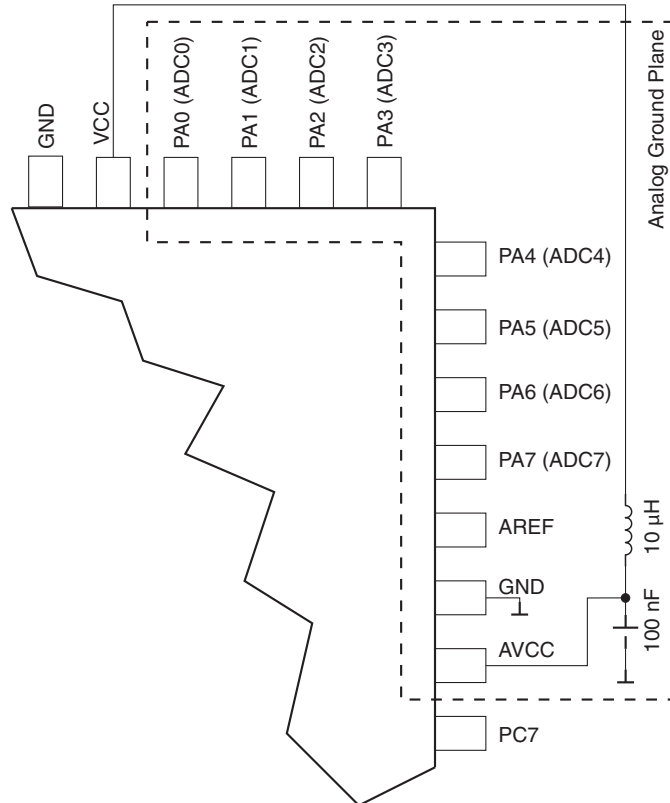 GND
VCC
PA0 (ADC0)
PA1 (ADC1)
PA2 (ADC2)
PA3 (ADC3)
Analog Ground Plane
PA4 (ADC4)
PA5 (ADC5)
PA6 (ADC6)
PA7 (ADC7)
AREF
10 µH
GND
AVCC
100 nF
PC7